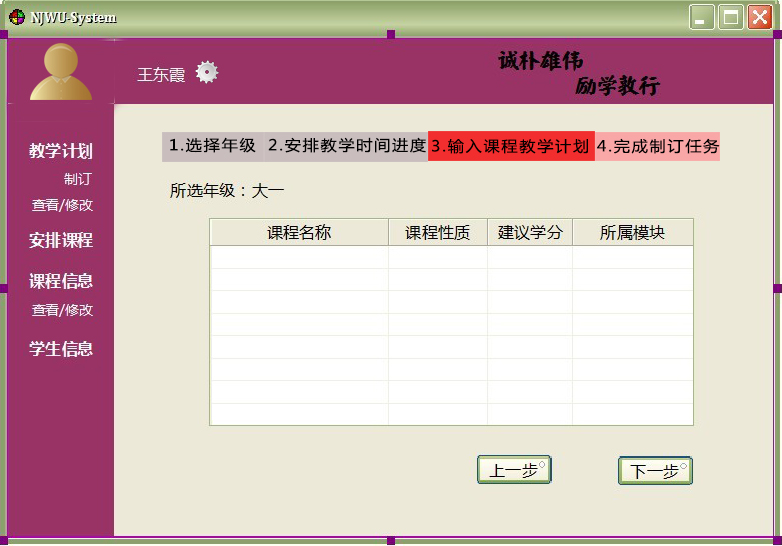 NJWU-System
王东霞
诚朴雄伟
励学敦行
教学计划
制订
查看/修改
安排课程
课程信息
查看/修改
学生信息
1.选择年级 2.安排教学时间进度 3.输入课程教学计划 4.完成制订任务
所选年级：大一
课程名称 课程性质 建议学分 所属模块
上一步 下一步